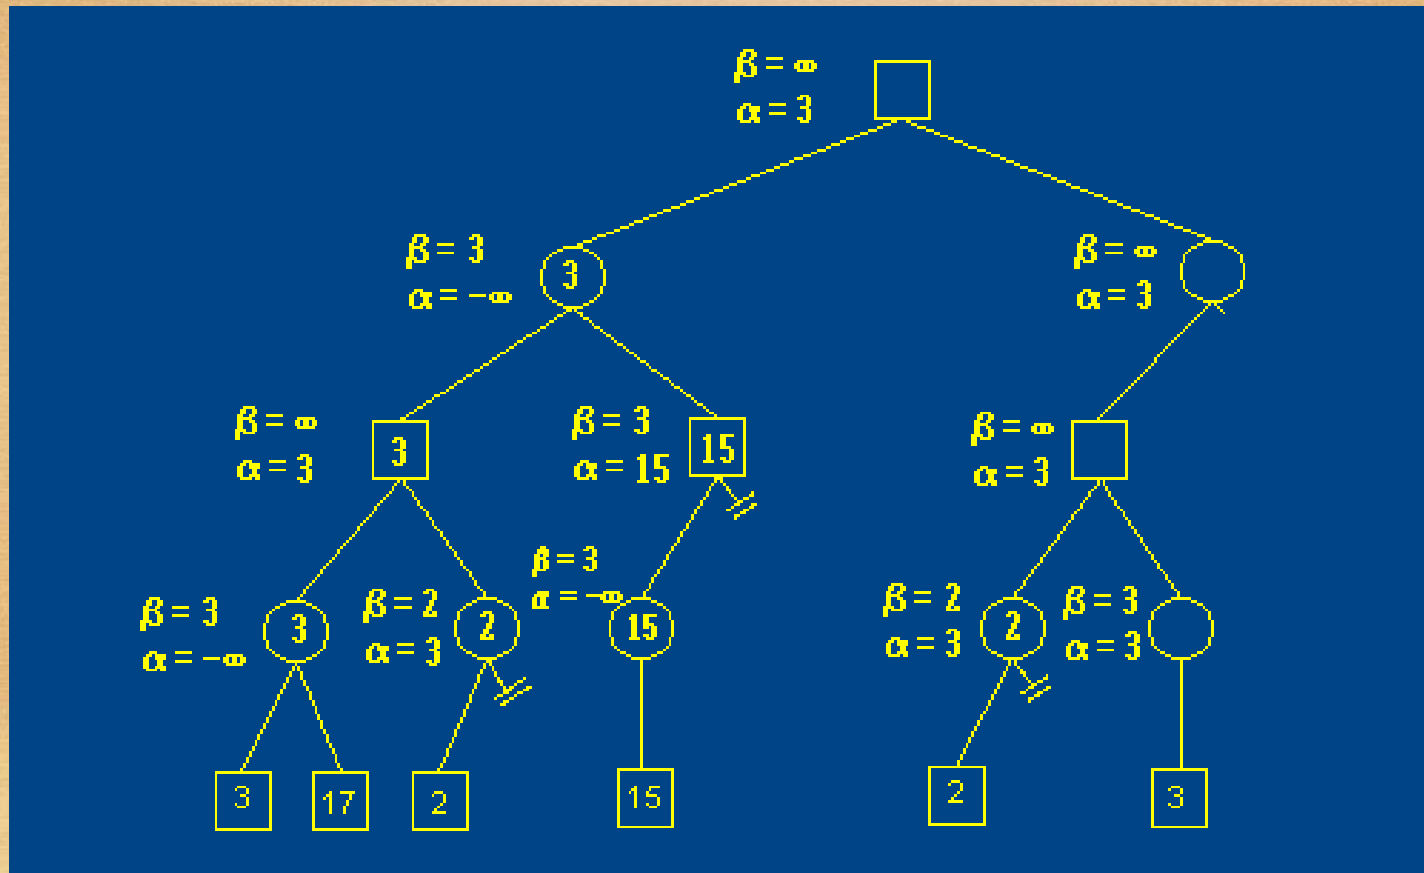 β = ∞
α = 3
β = 3
α = -∞
3
β = ∞
α = 3
β = ∞
α = 3
3
β = 3
α = 15
15
β = ∞
α = 3
β = 3
α = -∞
3
β = 2
α = 3
2
β = 3
α = -∞
15
β = 2
α = 3
2
β = 3
α = 3
3
17
2
15
2
3